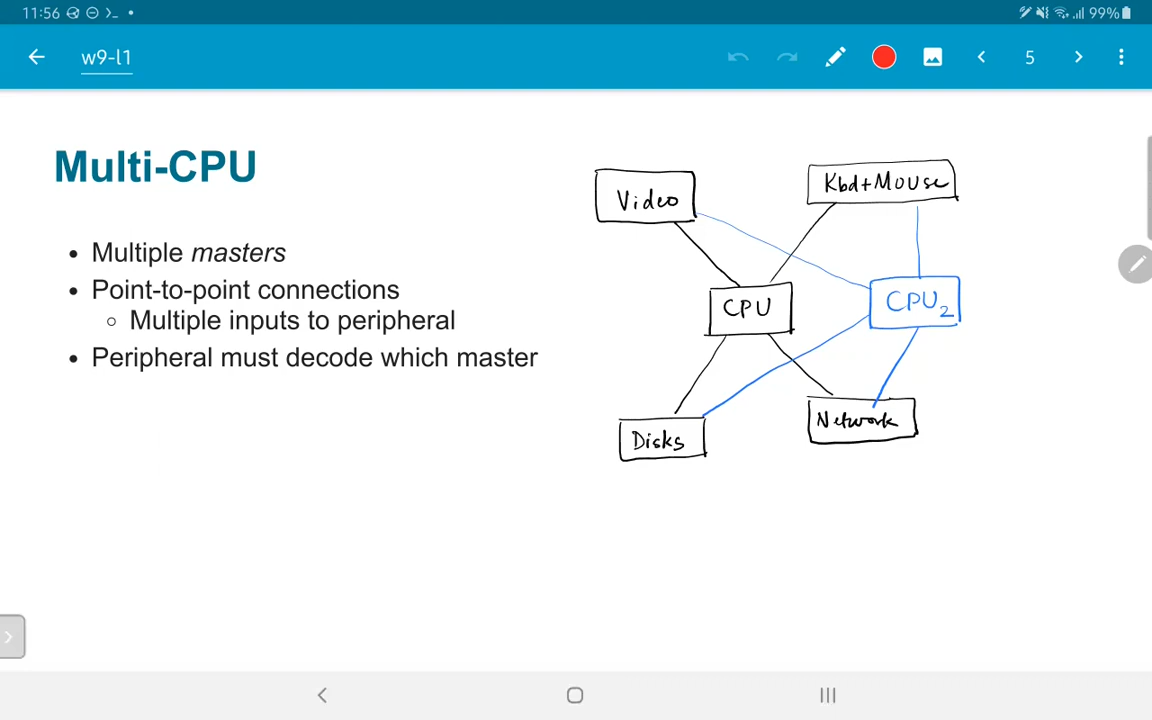 11:56
99%
w9-l1
5
Multi-CPU
Multiple masters
Point-to-point connections
Multiple inputs to peripheral
Peripheral must decode which master
Video
Kbd+Mouse
CPU
CPU2
Disks
Network